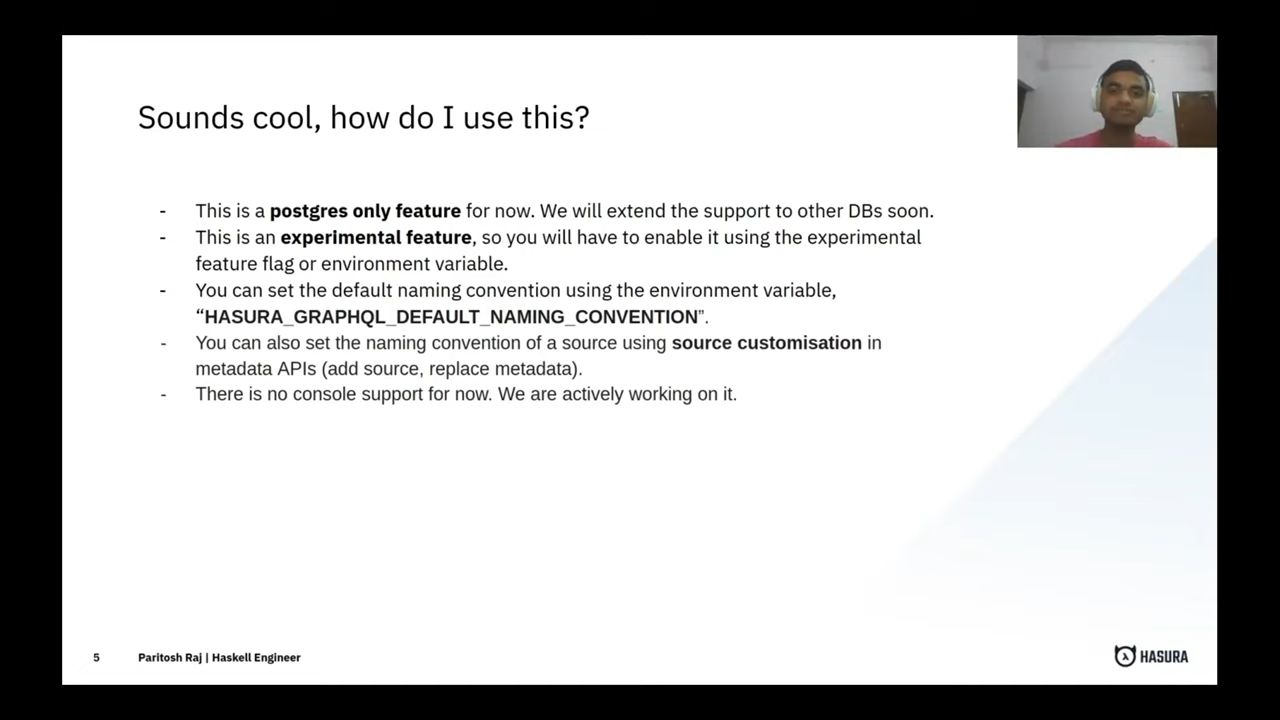 Sounds cool, how do I use this?
- This is a postgres only feature for now. We will extend the support to other DBs soon.
- This is an experimental feature, so you will have to enable it using the experimental
feature flag or environment variable.
- You can set the default naming convention using the environment variable,
“HASURA_GRAPHQL_DEFAULT_NAMING_CONVENTION”.
- You can also set the naming convention of a source using source customisation in
metadata APIs (add source, replace metadata).
- There is no console support for now. We are actively working on it.
5 Paritosh Raj | Haskell Engineer
HASURA